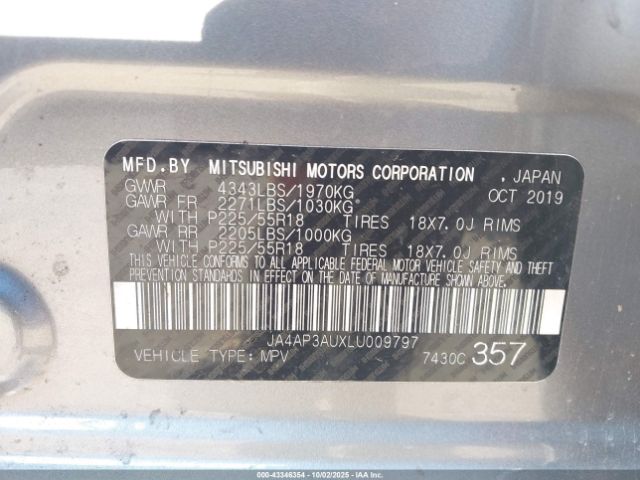 MFD.BY MITSUBISHI MOTORS CORPORATION , JAPAN
GVWR 4343LBS/1970KG OCT 2019
GAWR FR 2271LBS/1030KG
WITH P225/55R18 TIRES 18X7.0J RIMS
GAWR RR 2205LBS/1000KG
WITH P225/55R18 TIRES 18X7.0J RIMS
THIS VEHICLE CONFORMS TO ALL APPLICABLE FEDERAL MOTOR VEHICLE SAFETY AND THEFT
PREVENTION STANDARDS IN EFFECT ON THE DATE OF MANUFACTURE SHOWN ABOVE.
JA4AP3AUXLU009797
VEHICLE TYPE: MPV 7430C 357
000-43346354 | 10/02/2025 | IAAI.COM